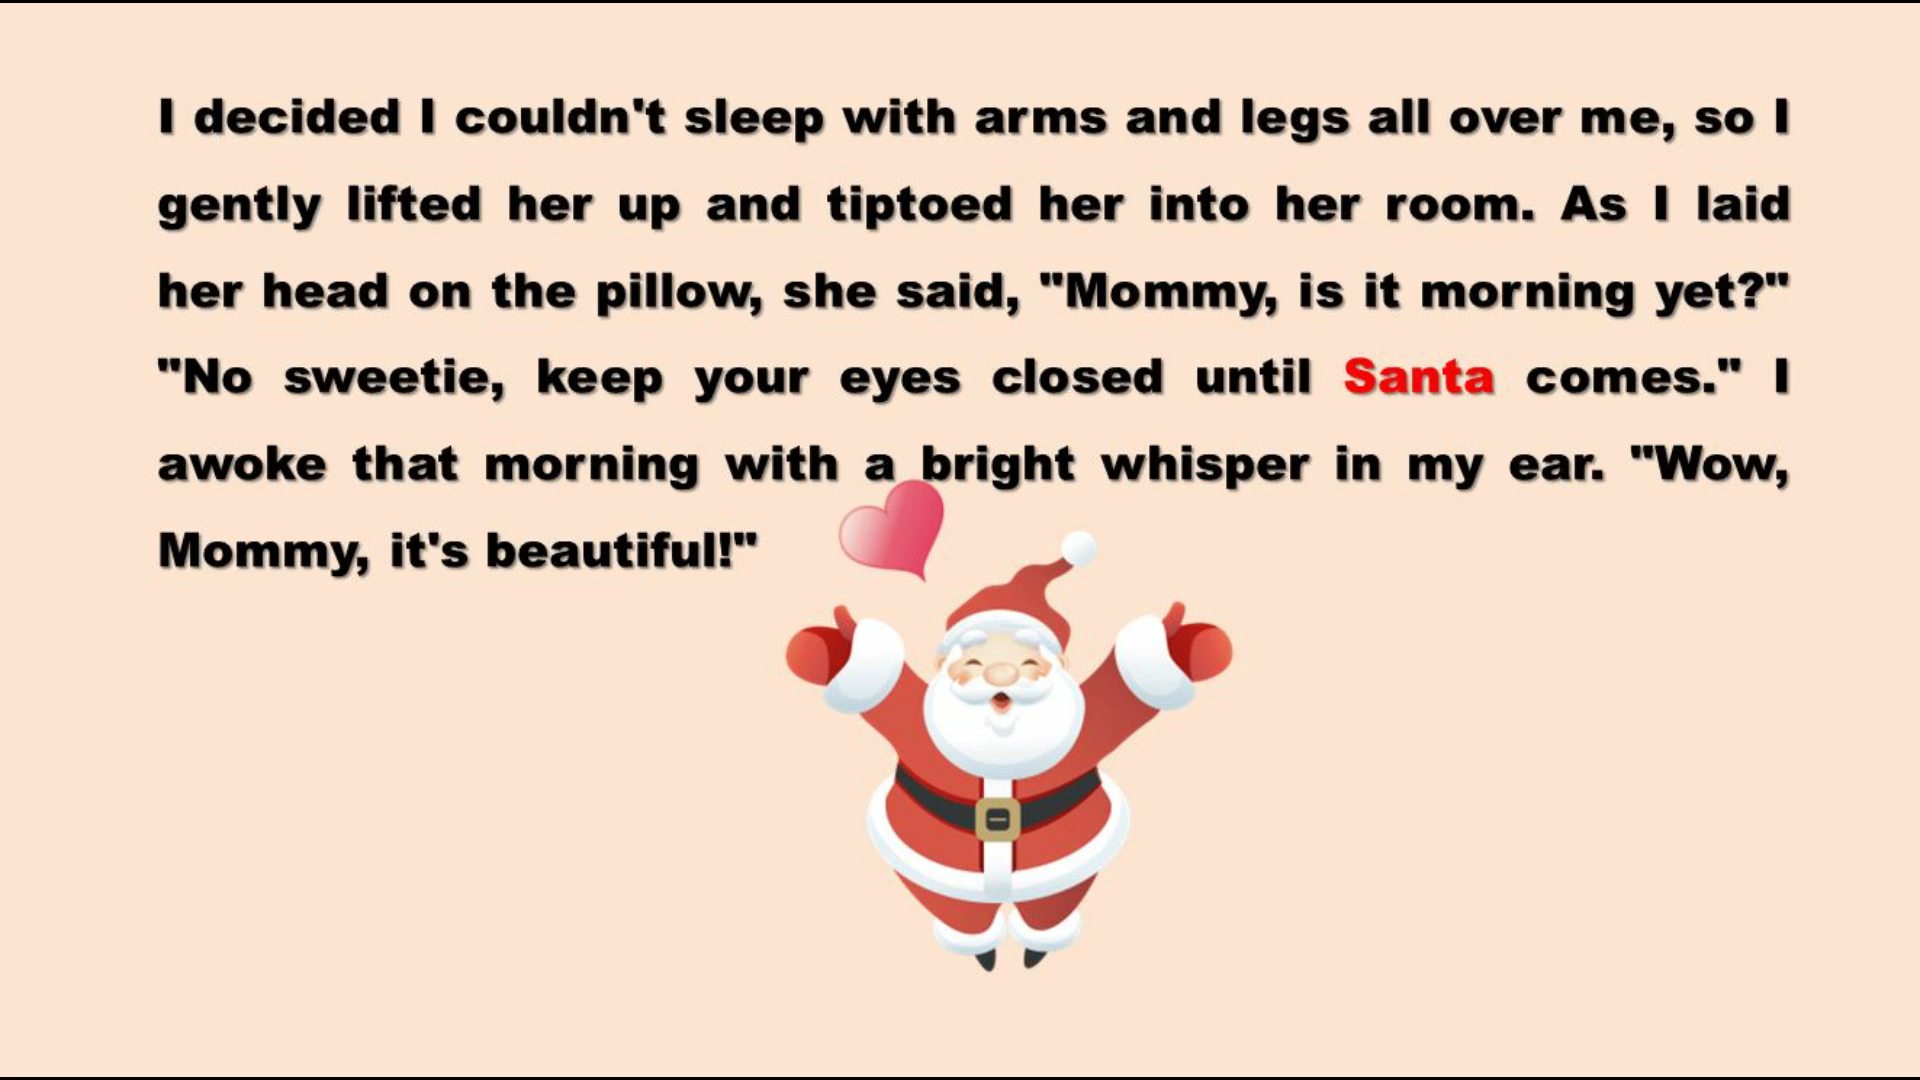 I decided I couldn't sleep with arms and legs all over me, so I
gently lifted her up and tiptoed her into her room. As I laid
her head on the pillow, she said, "Mommy, is it morning yet?"
"No sweetie, keep your eyes closed until Santa comes." I
awoke that morning with a bright whisper in my ear. "Wow,
Mommy, it's beautiful!"